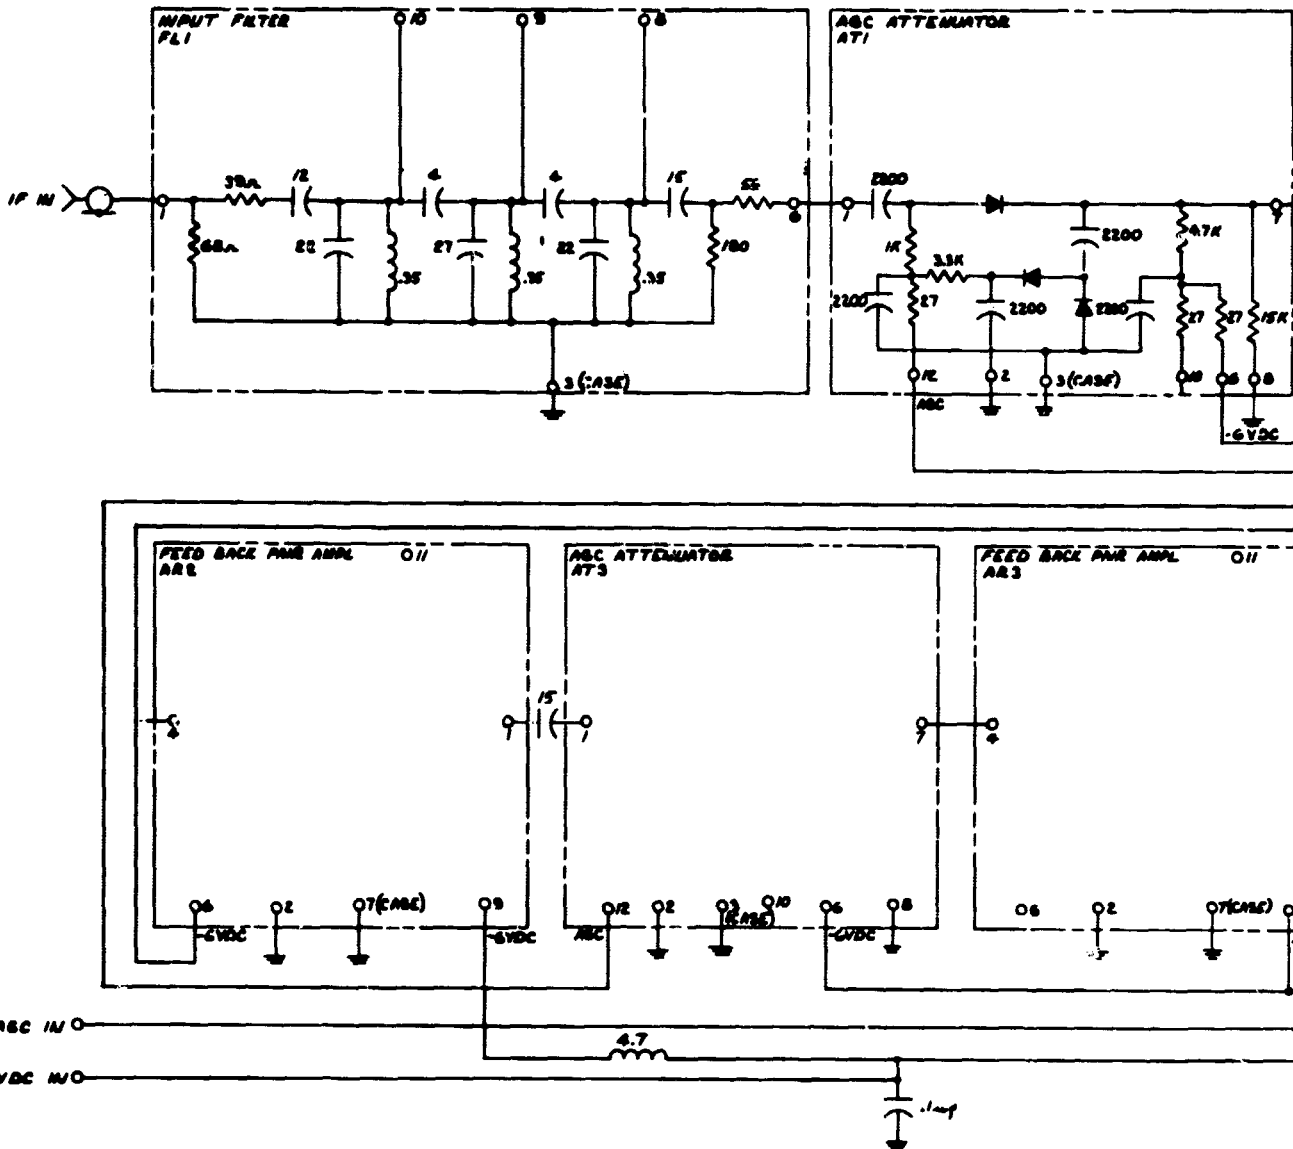 INPUT FILTER
FL1
10
9
8
AGC ATTENUATOR
AT1
IF IN
1
39Ω
12
4
4
15
55
6
1
2200
7
68Ω
22
.35
27
.35
22
.35
180
1K
3.3K
2200
4.7K
2200
27
2200
2200
27
27
15K
3 (CASE)
12
2
3 (CASE)
10
6
8
AGC
-6VDC
FEED BACK PAIR AMPL
AR2
11
AGC ATTENUATOR
AT3
FEED BACK PAIR AMPL
AR3
11
4
1
15
1
7
4
6
2
7(CASE)
9
12
2
3
(CASE)
10
6
8
6
2
7(CASE)
-6VDC
-6VDC
AGC
-6VDC
AGC IN
4.7
VDC IN